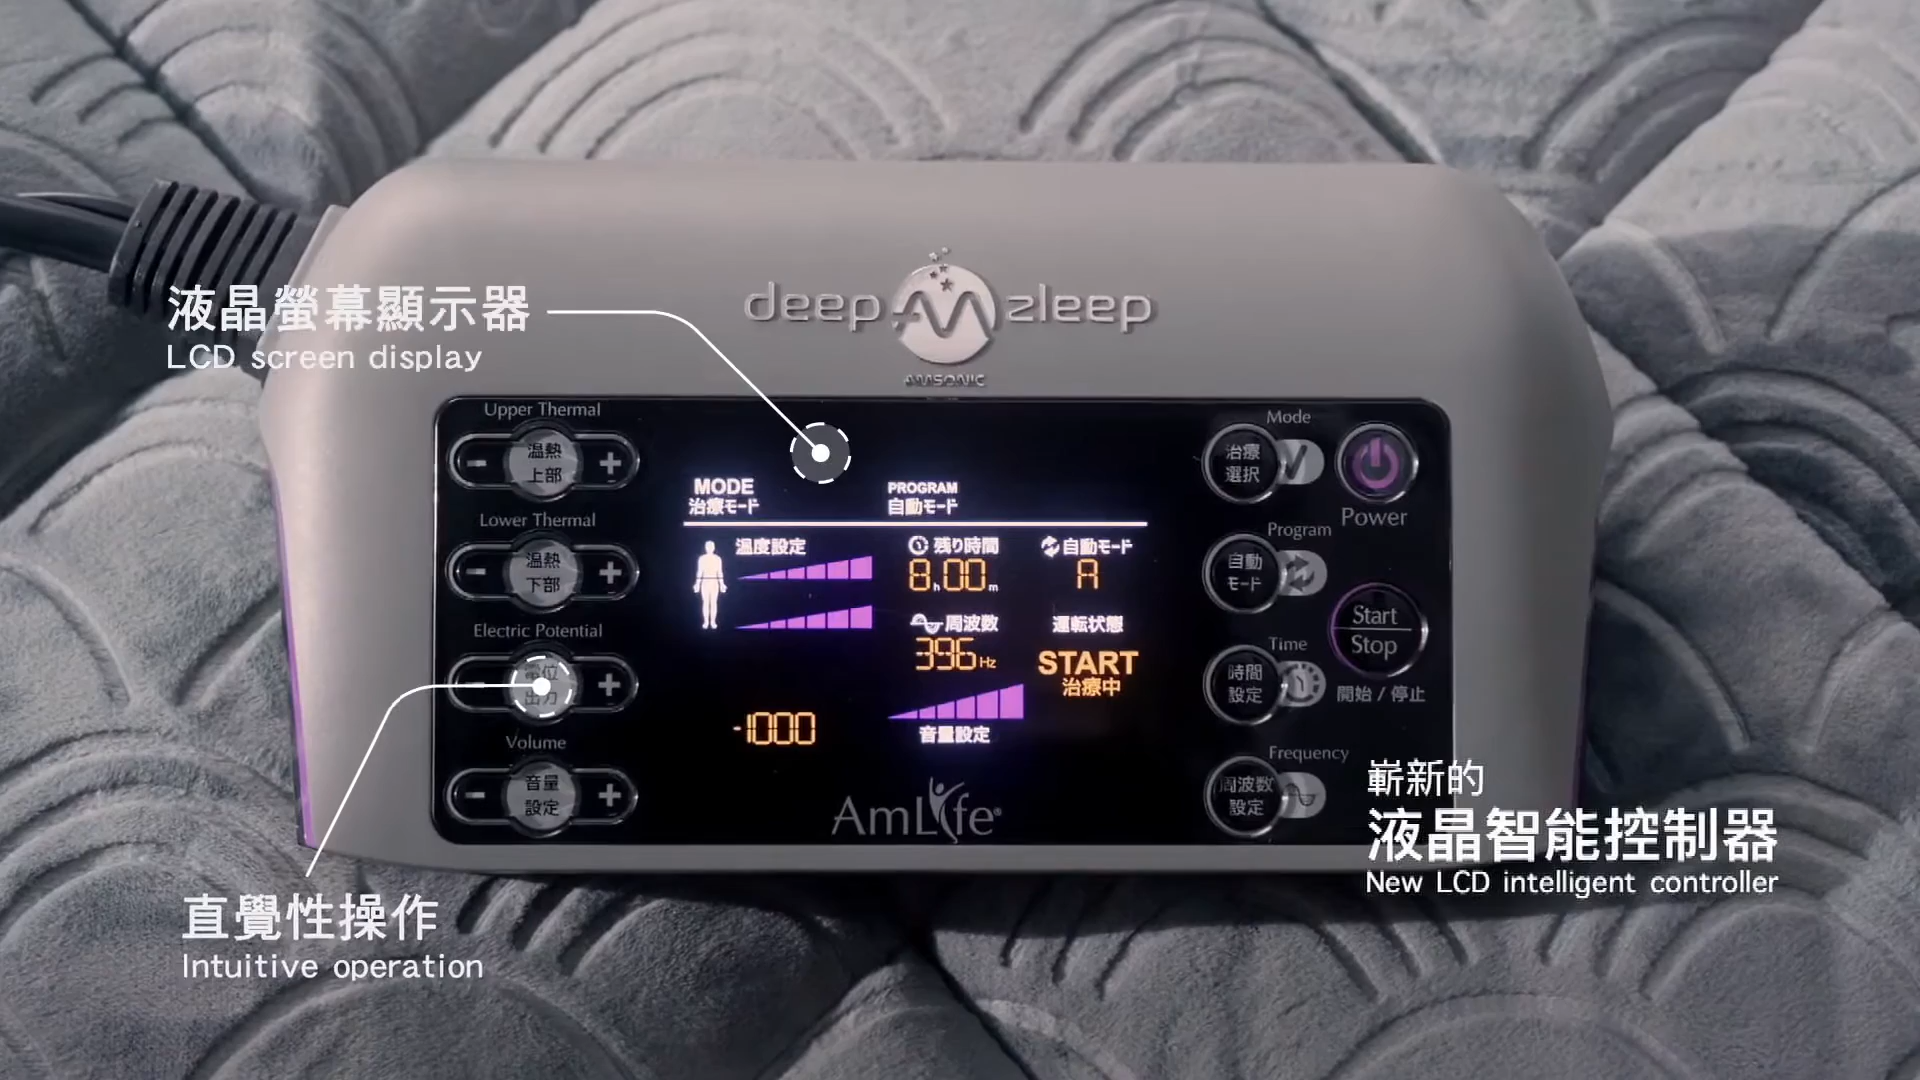 deep zleep
AMSONIC
液晶螢幕顯示器
LCD screen display
Upper Thermal
温熱
上部
Lower Thermal
温熱
下部
Electric Potential
電位
出力
Volume
音量
設定
MODE
治療モード
PROGRAM
自動モード
温度設定
残り時間
8h00m
自動モード
A
周波数
396Hz
運転状態
START
治療中
-1000
音量設定
AmLife®
Mode
治療
選択
Power
Program
自動
モード
Start
Stop
開始 / 停止
Time
時間
設定
Frequency
周波数
設定
直覺性操作
Intuitive operation
嶄新的
液晶智能控制器
New LCD intelligent controller